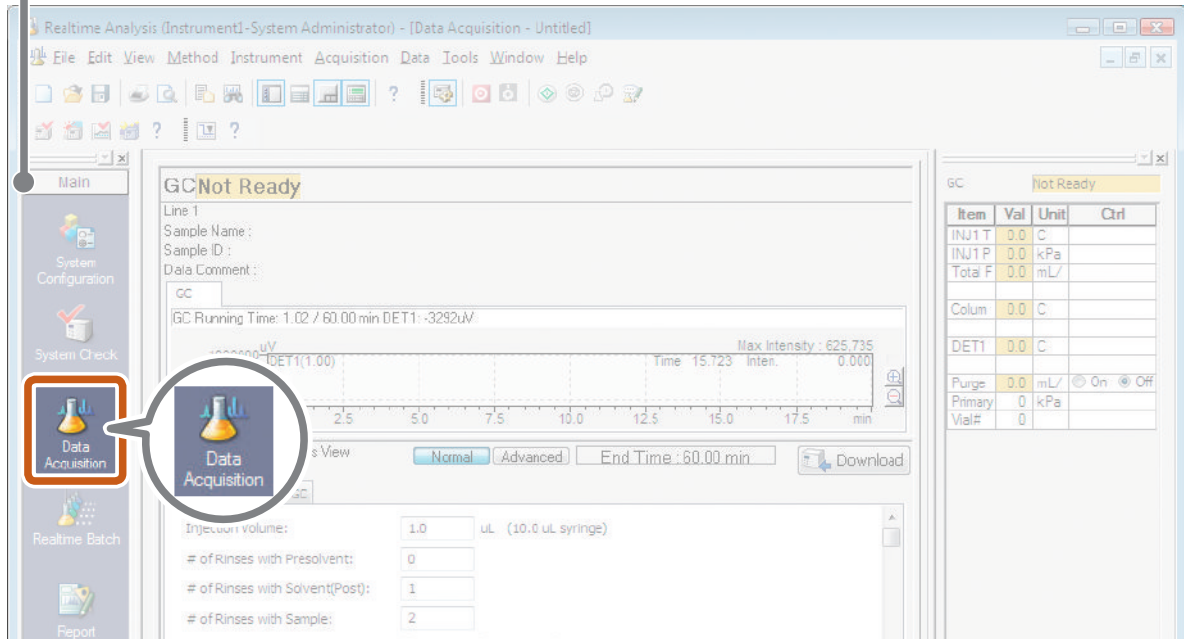 Realtime Analysis (Instrument1-System Administrator) - [Data Acquisition - Untitled]
File Edit View Method Instrument Acquisition Data Tools Window Help
Main
System
Configuration
System Check
Data
Acquisition
Realtime Batch
Report
GC Not Ready
Line 1
Sample Name :
Sample ID :
Data Comment :
GC
GC Running Time: 1.02 / 60.00 min DET1: -3292uV
uV
DET1(1.00)
Max Intensity : 625,735
Time 15.723 Inten. 0.000
2.5 5.0 7.5 10.0 12.5 15.0 17.5 min
Data
Acquisition
s View
Normal Advanced End Time :60.00 min Download
GC
Injection Volume: 1.0 uL (10.0 uL syringe)
# of Rinses with Presolvent: 0
# of Rinses with Solvent(Post): 1
# of Rinses with Sample: 2
GC Not Ready
Item Val Unit Ctrl
INJ1 T 0.0 C
INJ1 P 0.0 kPa
Total F 0.0 mL/
Colum 0.0 C
DET1 0.0 C
Purge 0.0 mL/ On Off
Primary 0 kPa
Vial# 0